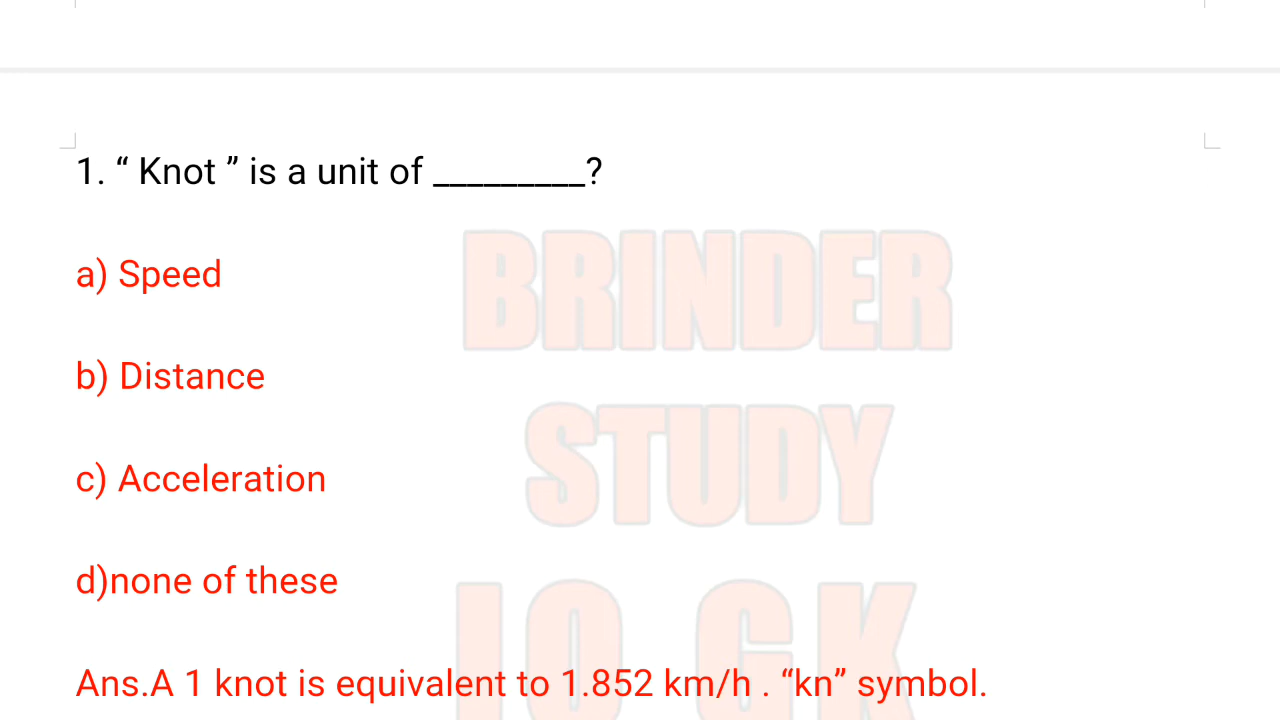 1. “ Knot ” is a unit of _________?
BRINDER
a) Speed
b) Distance
STUDY
c) Acceleration
d)none of these
IQ GK
Ans.A 1 knot is equivalent to 1.852 km/h . “kn” symbol.